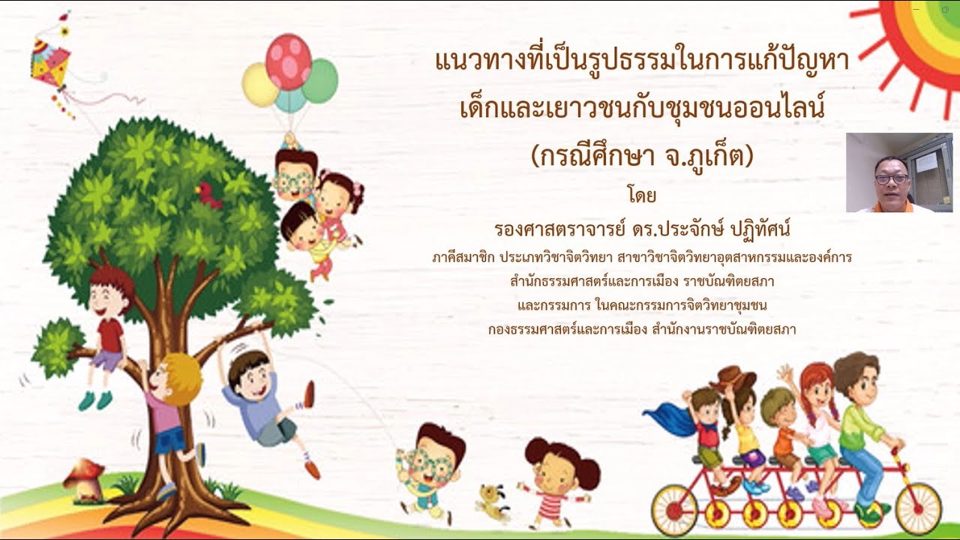 แนวทางที่เป็นรูปธรรมในการแก้ปัญหา
เด็กและเยาวชนกับชุมชนออนไลน์
(กรณีศึกษา จ.ภูเก็ต)
โดย
รองศาสตราจารย์ ดร.ประจักษ์ ปฏิทัศน์
ภาคีสมาชิก ประเภทวิชาจิตวิทยา สาขาวิชาจิตวิทยาอุตสาหกรรมและองค์การ
สำนักธรรมศาสตร์และการเมือง ราชบัณฑิตยสภา
และกรรมการ ในคณะกรรมการจิตวิทยาชุมชน
กองธรรมศาสตร์และการเมือง สำนักงานราชบัณฑิตยสภา